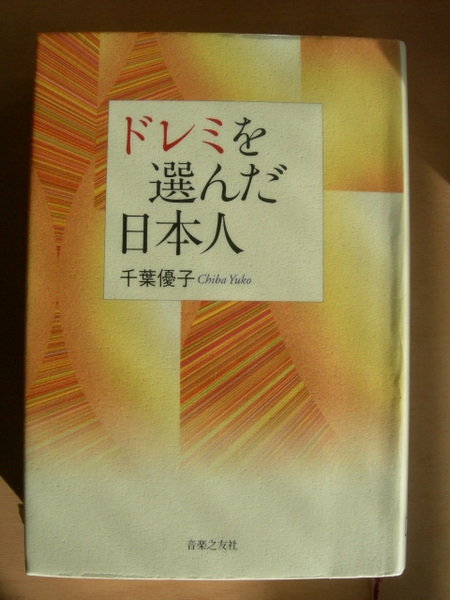 ドレミを
選んだ
日本人
千葉優子 Chiba Yuko
音楽之友社